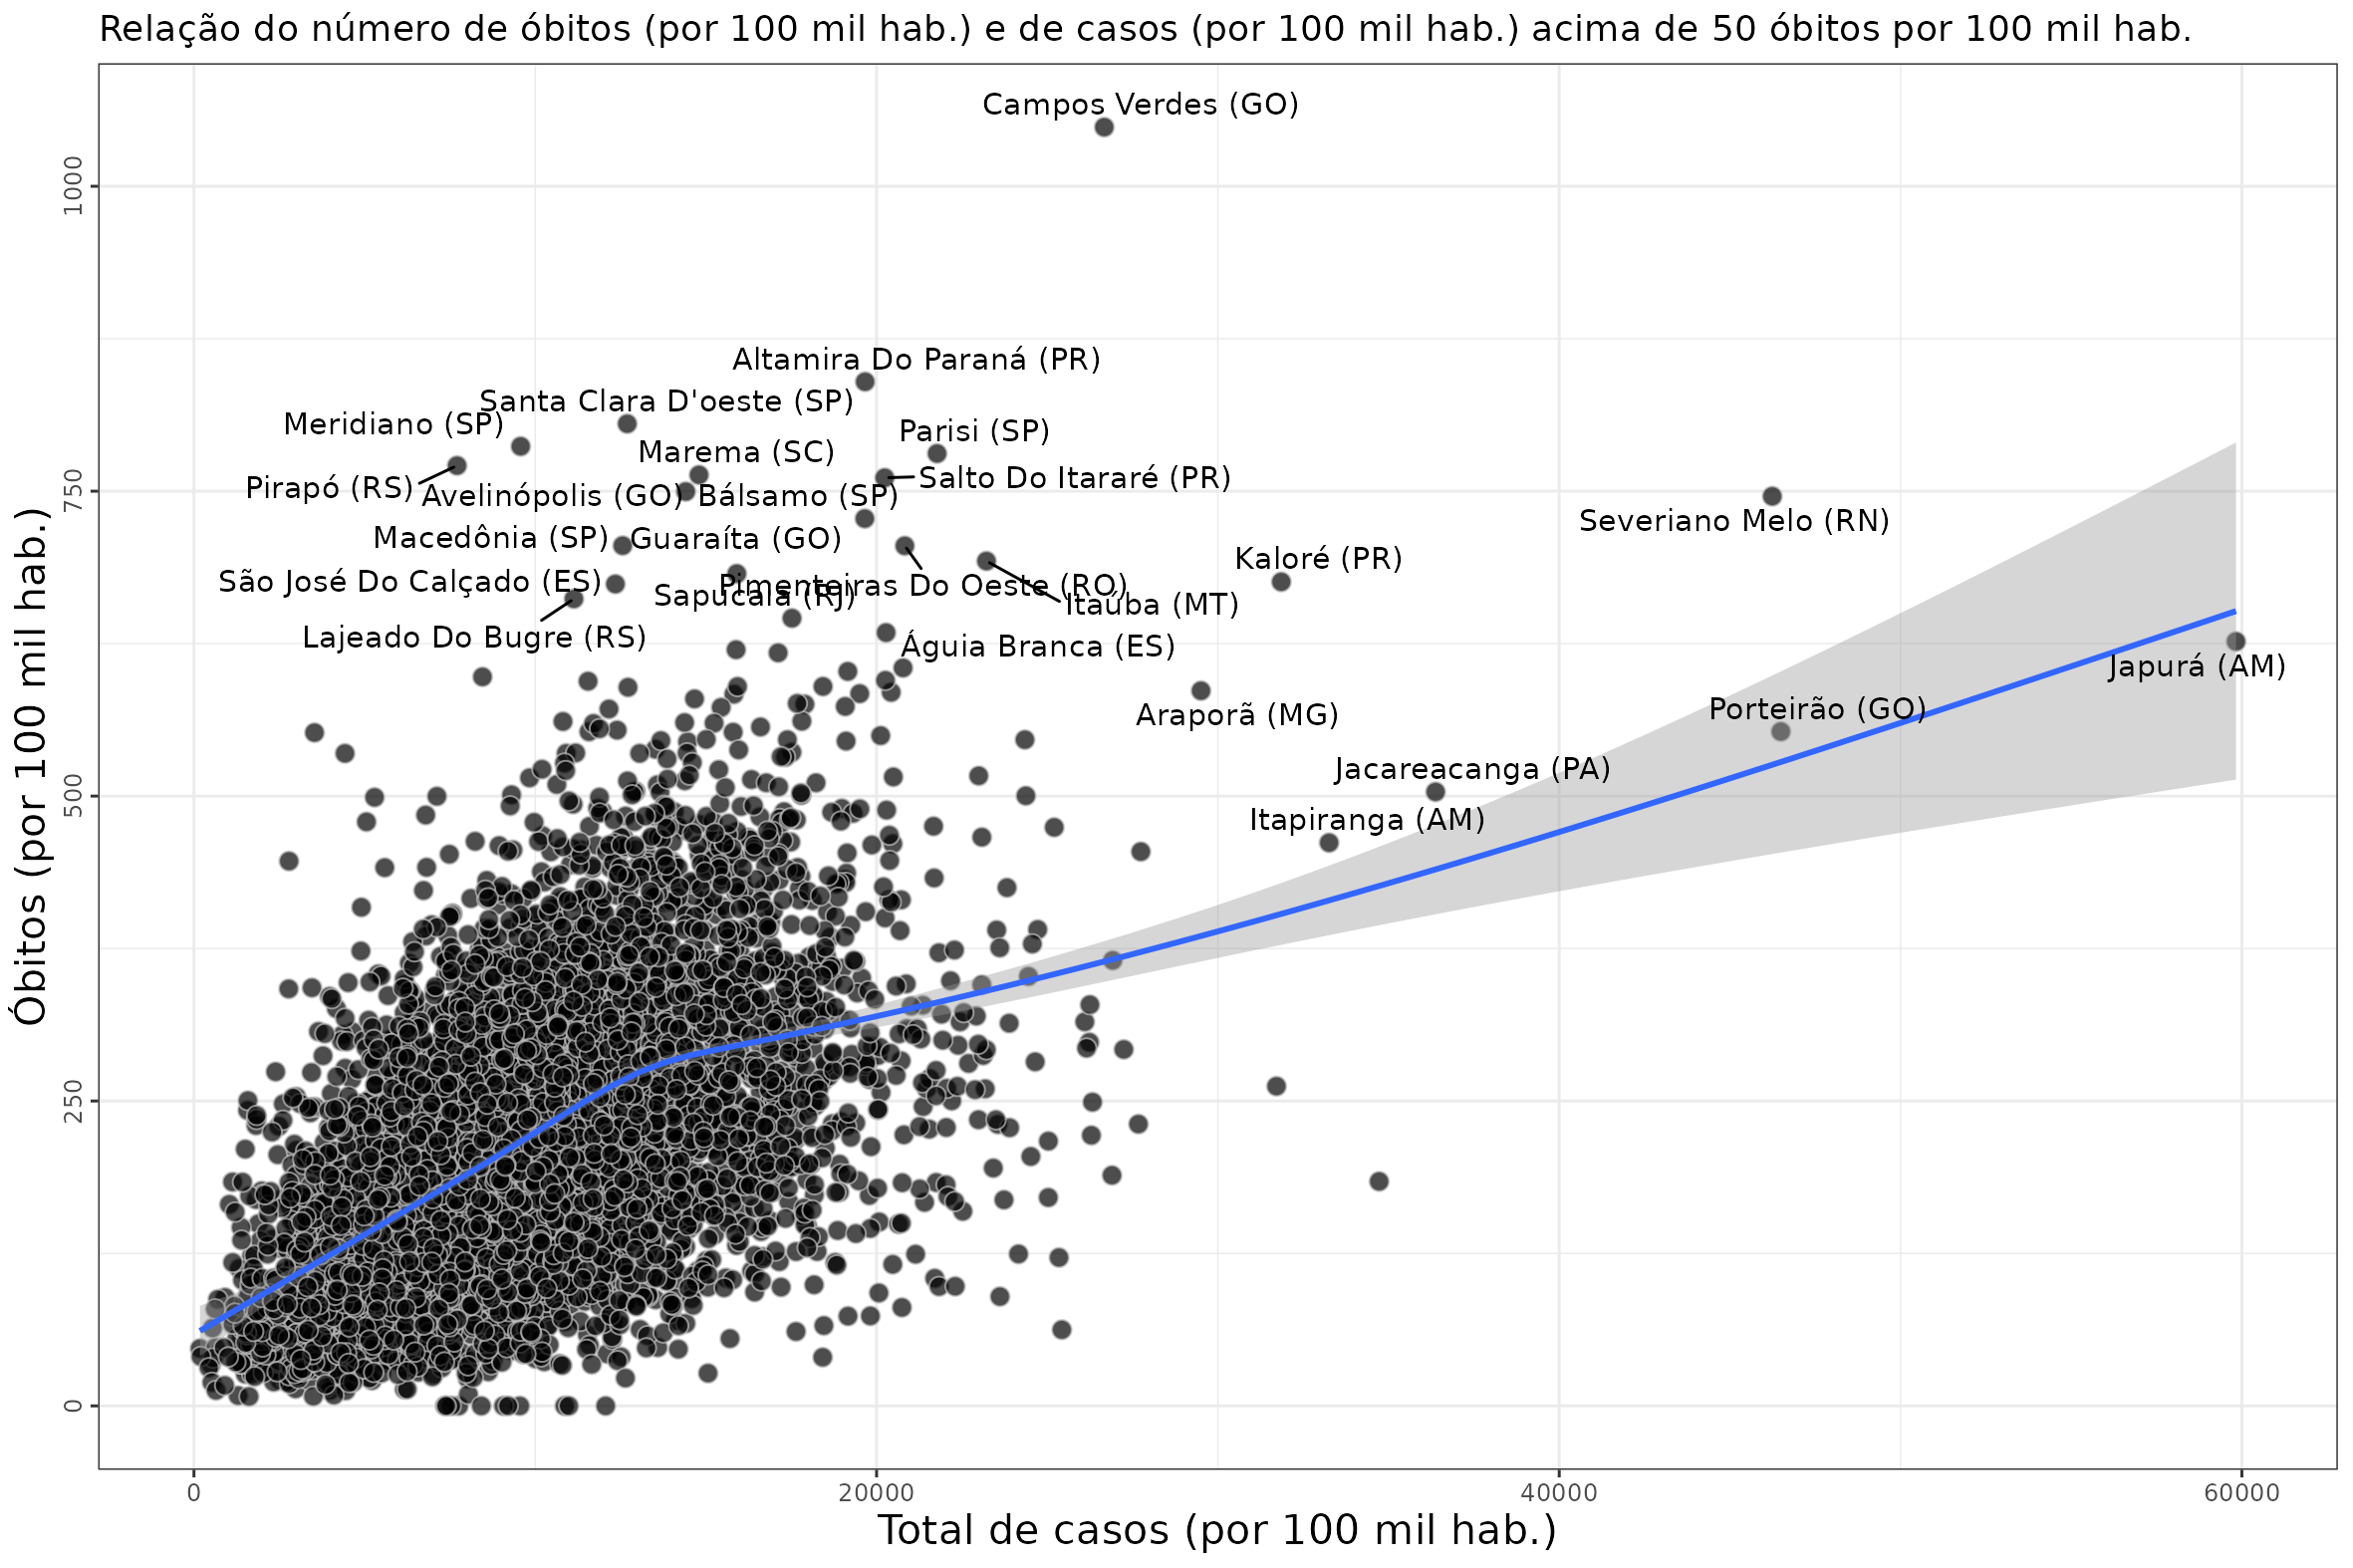 Relação do número de óbitos (por 100 mil hab.) e de casos (por 100 mil hab.) acima de 50 óbitos por 100 mil hab.
Campos Verdes (GO)
Altamira Do Paraná (PR)
Santa Clara D'oeste (SP)
Meridiano (SP)
Parisi (SP)
Marema (SC)
Salto Do Itararé (PR)
Pirapó (RS)
Avelinópolis (GO)
Bálsamo (SP)
Severiano Melo (RN)
Macedônia (SP)
Guaraíta (GO)
Kaloré (PR)
São José Do Calçado (ES)
Pimenteiras Do Oeste (RO)
Sapucaia (RJ)
Itaúba (MT)
Lajeado Do Bugre (RS)
Águia Branca (ES)
Japurá (AM)
Araporã (MG)
Porteirão (GO)
Jacareacanga (PA)
Itapiranga (AM)
1000
750
500
250
0
Óbitos (por 100 mil hab.)
0
20000
40000
60000
Total de casos (por 100 mil hab.)